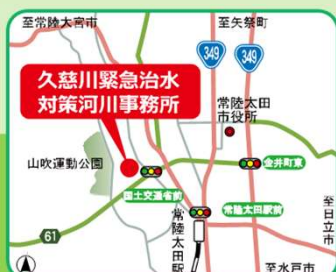 至常陸大宮市
至矢祭町
349
349
久慈川緊急治水
対策河川事務所
常陸太田
市役所
山吹運動公園
金井町東
国土交通省前
常陸太田駅前
常陸太田駅
至日立市
61
至水戸市